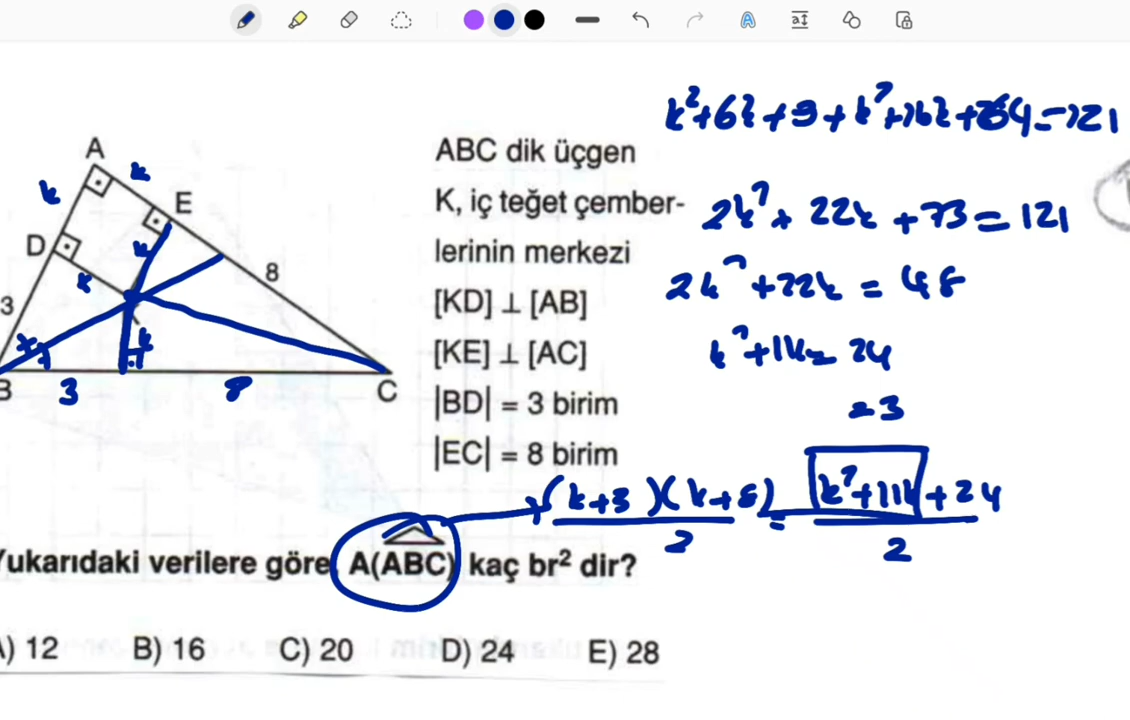 k²+6k+9+k²+16k+64=121
A
k
k
ABC dik üçgen
E
K, iç teğet çember-
2k²+22k+73=121
k
D
k
lerinin merkezi
8
2k²+22k=48
3
[KD] ⊥ [AB]
k
x
[KE] ⊥ [AC]
k²+11k=24
B
3
8
C
|BD| = 3 birim
=3
|EC| = 8 birim
(k+3)(k+8)/2 = k²+11k+24/2
Yukarıdaki verilere göre A(ABC) kaç br² dir?
A) 12 B) 16 C) 20 D) 24 E) 28